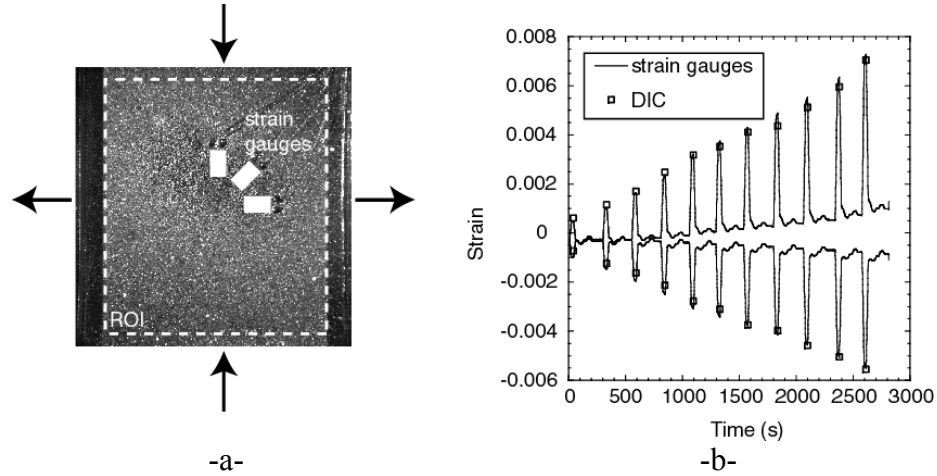 strain
gauges
ROI
-a-
0.008
0.006
0.004
0.002
0
-0.002
-0.004
-0.006
Strain
strain gauges
DIC
0 500 1000 1500 2000 2500 3000
Time (s)
-b-